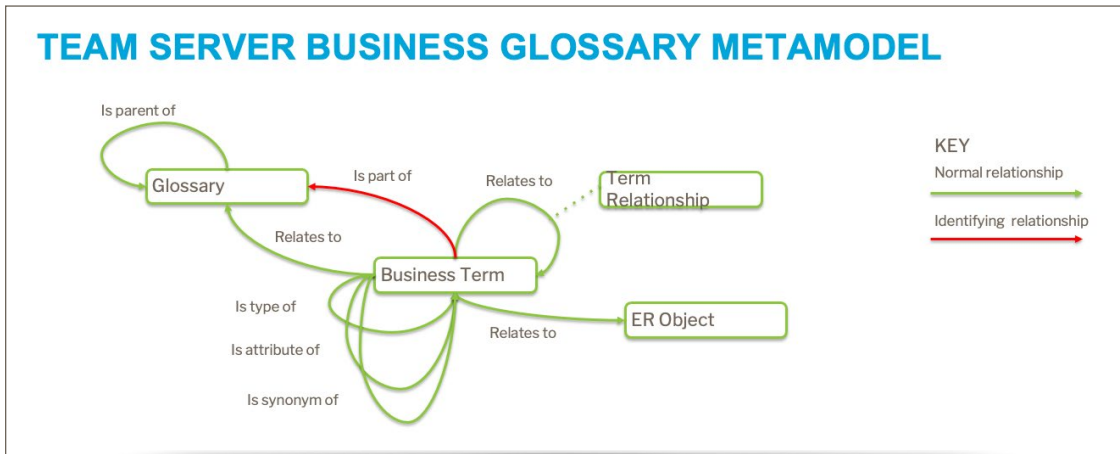 TEAM SERVER BUSINESS GLOSSARY METAMODEL
Is parent of
KEY
Normal relationship
Glossary
Is part of
Relates to
Term
Relationship
Identifying relationship
Relates to
Business Term
Is type of
ER Object
Relates to
Is attribute of
Is synonym of